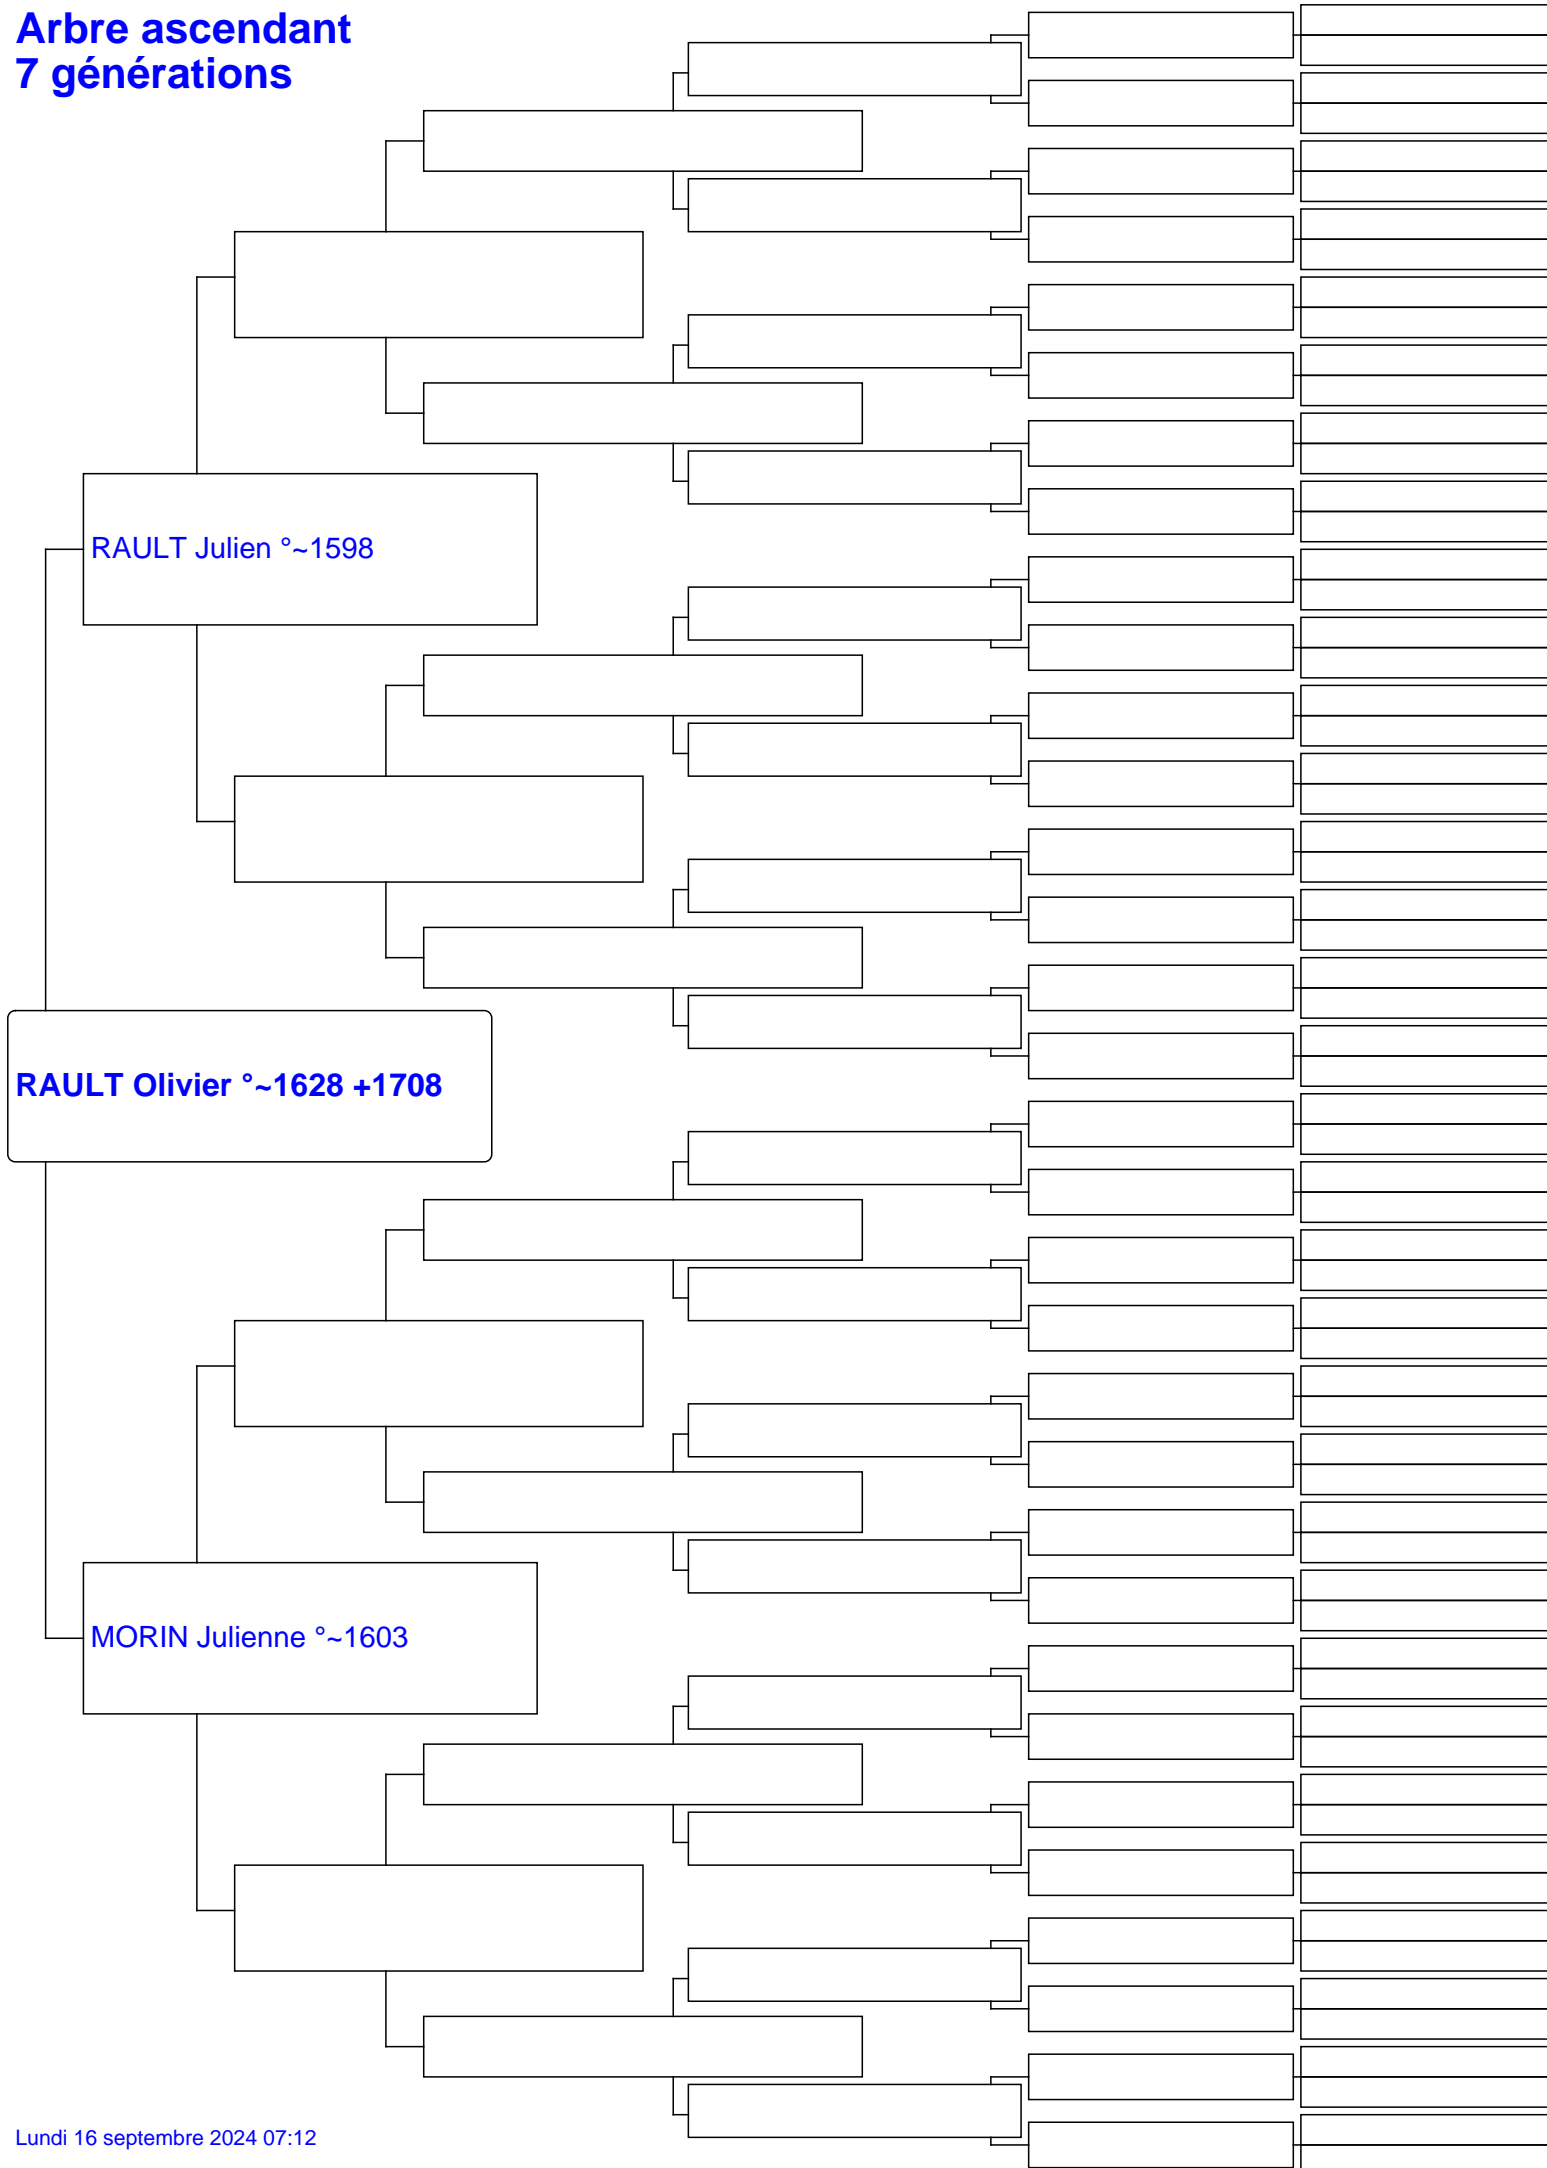 Arbre ascendant
7 générations
RAULT Julien °~1598
RAULT Olivier °~1628 +1708
MORIN Julienne °~1603
Lundi 16 septembre 2024 07:12